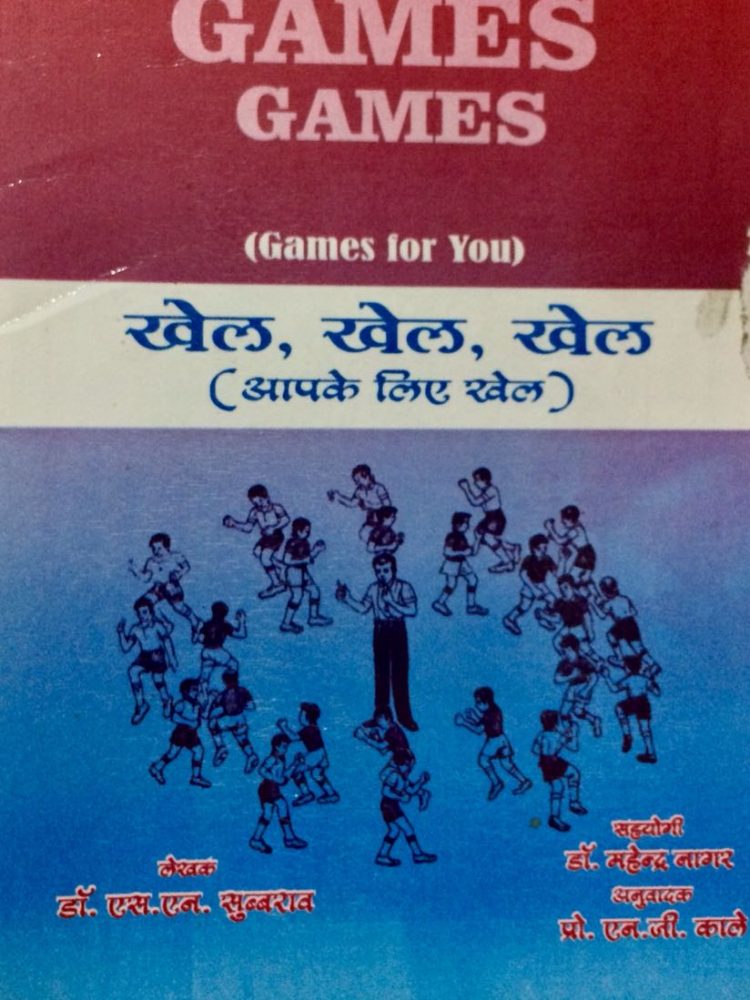 GAMES
GAMES
(Games for You)
खेल, खेल, खेल
(आपके लिए खेल)
लेखक
डॉ. एस.एन. सुब्बराव
सहयोगी
डॉ. महेन्द्र नागर
अनुवादक
प्रो. एन.जी. काले